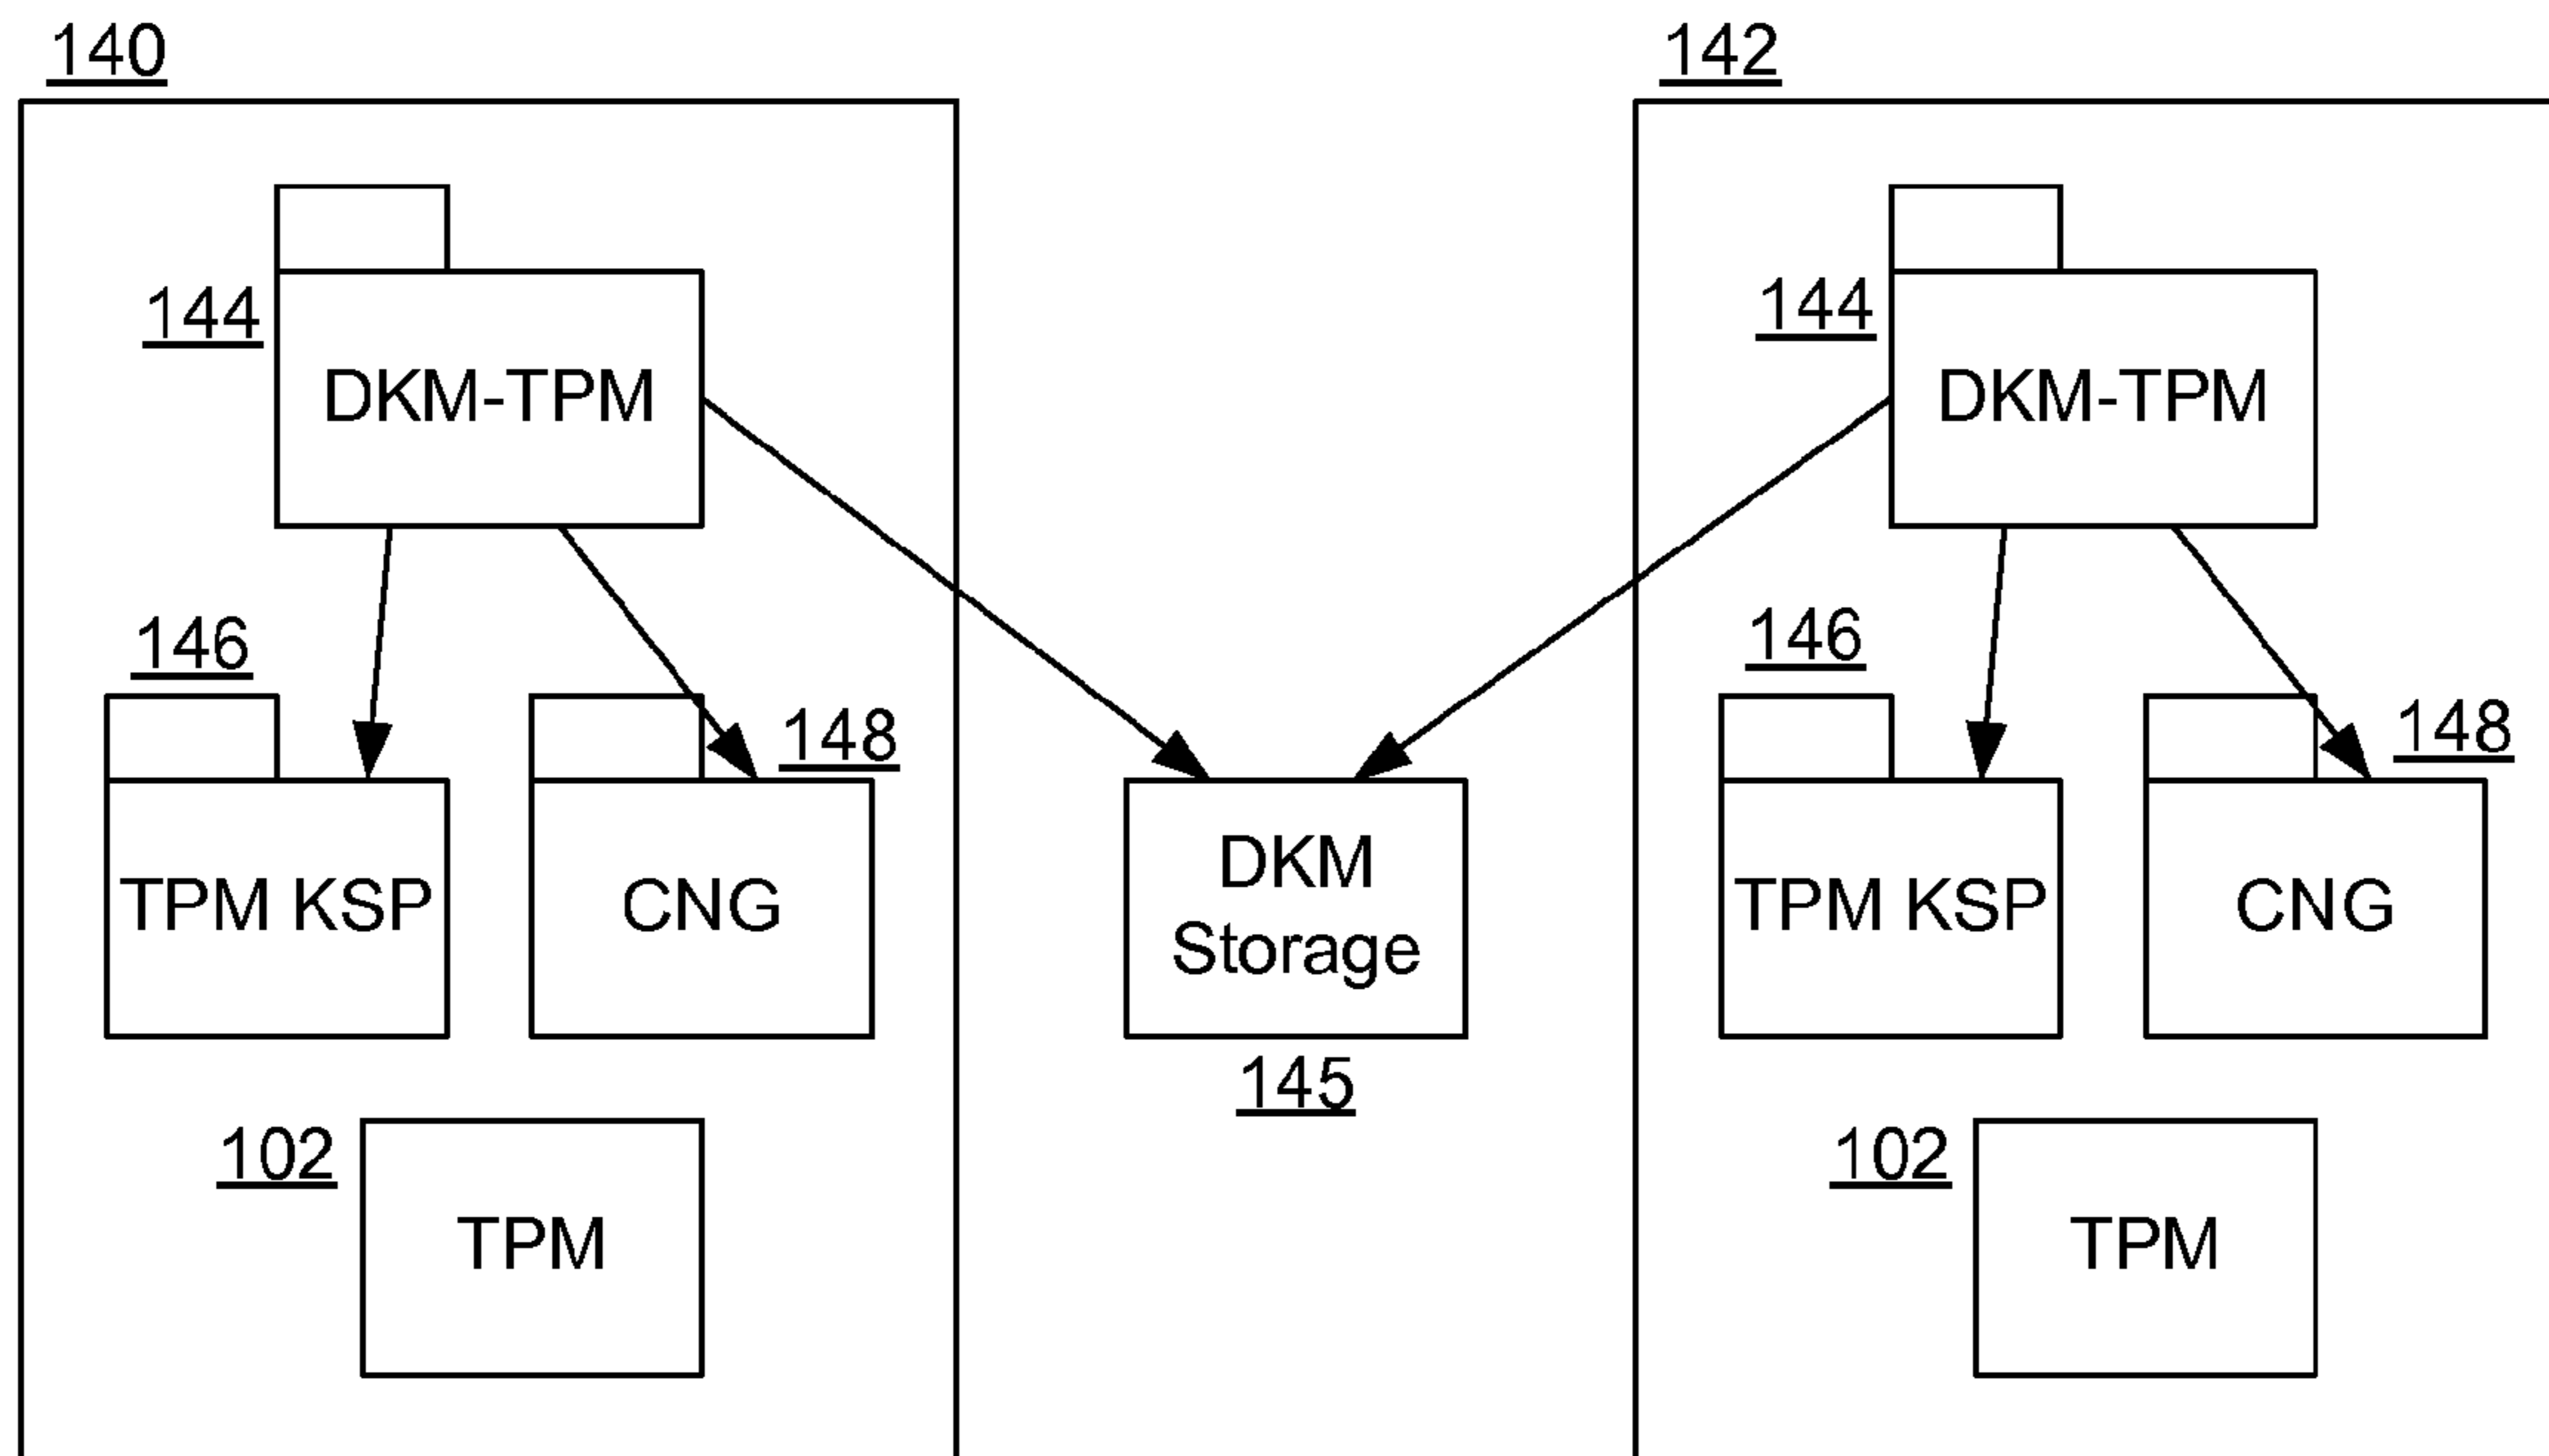 140
144
DKM-TPM
146
148
TPM KSP
CNG
102
TPM
DKM
Storage
145
142
144
DKM-TPM
146
148
TPM KSP
CNG
102
TPM